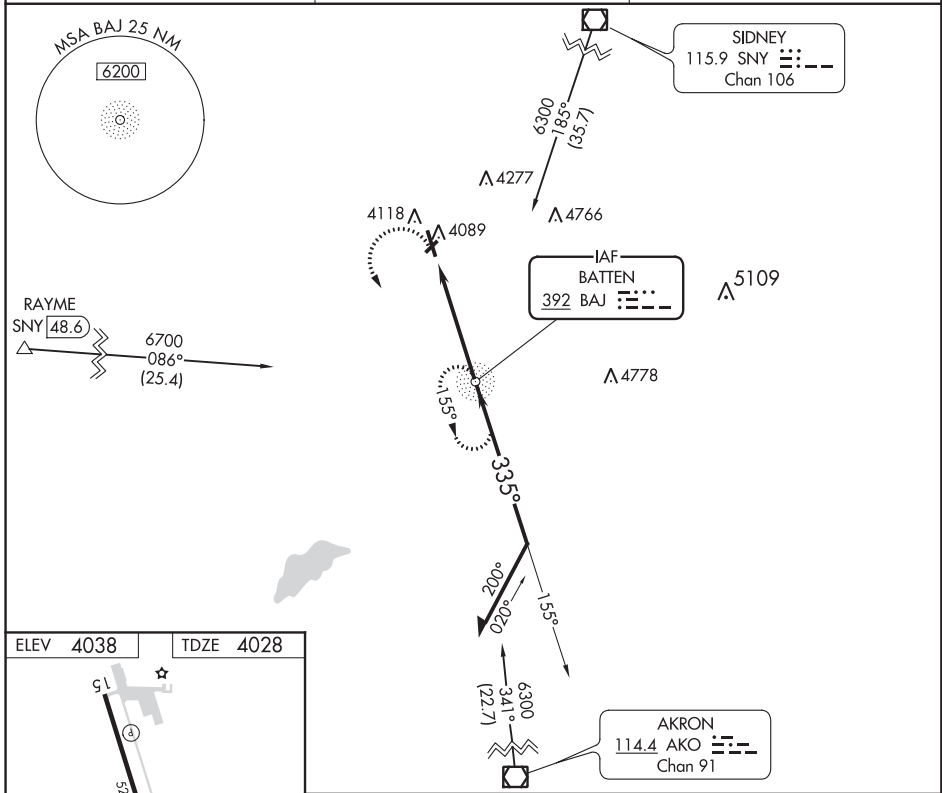 MSA BAJ 25 NM
6200
SIDNEY
115.9 SNY
Chan 106
6300
185°
(35.7)
4277
4766
4118
4089
IAF
BATTEN
392 BAJ
5109
RAYME
SNY 48.6
6700
086°
(25.4)
4778
155°
335°
200°
020°
155°
6300
341°
(22.7)
AKRON
114.4 AKO
Chan 91
ELEV 4038
TDZE 4028
15
P